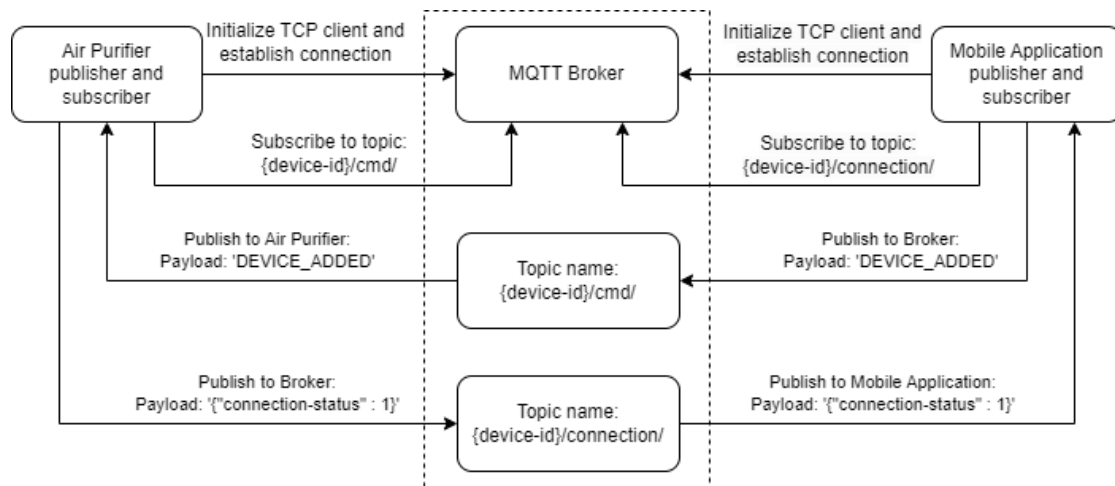 Air Purifier
publisher and
subscriber
Initialize TCP client and
establish connection
MQTT Broker
Initialize TCP client and
establish connection
Mobile Application
publisher and
subscriber
Subscribe to topic:
{device-id}/cmd/
Subscribe to topic:
{device-id}/connection/
Publish to Air Purifier:
Payload: 'DEVICE_ADDED'
Topic name:
{device-id}/cmd/
Publish to Broker:
Payload: 'DEVICE_ADDED'
Publish to Broker:
Payload: '{"connection-status" : 1}'
Topic name:
{device-id}/connection/
Publish to Mobile Application:
Payload: '{"connection-status" : 1}'